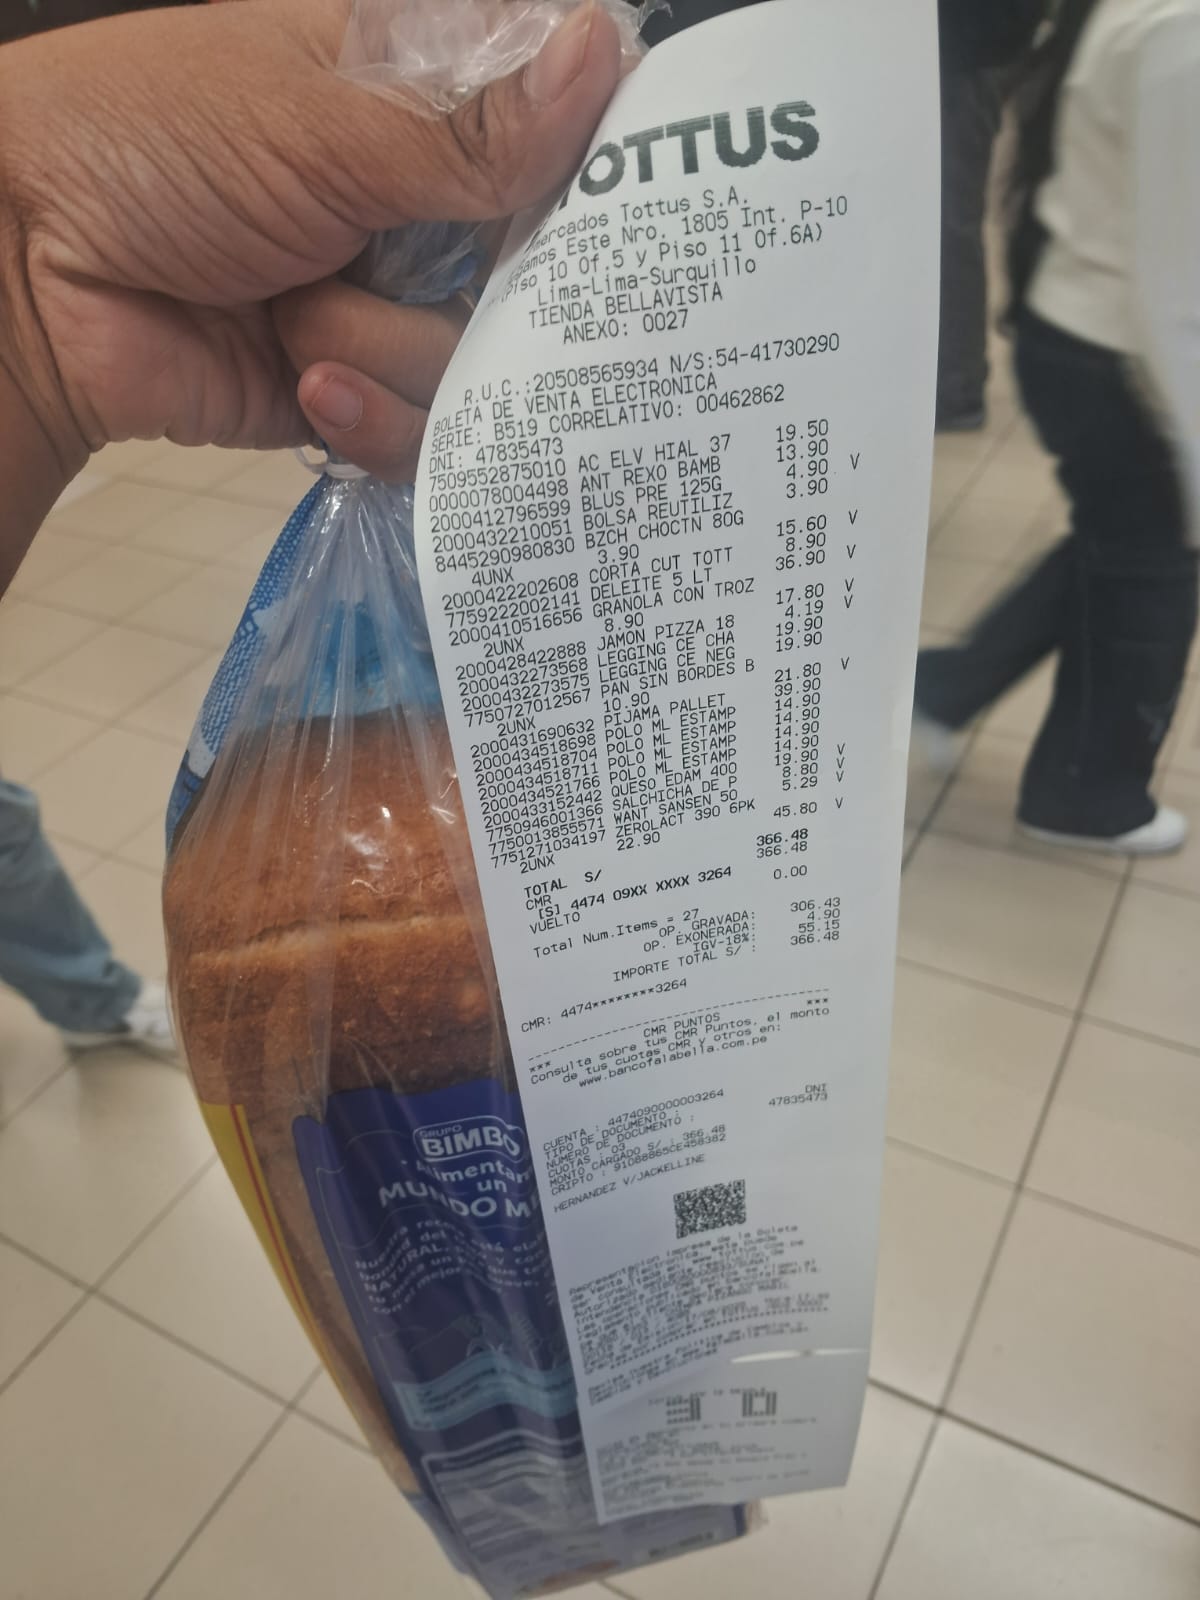 TOTTUS
mercados Tottus S.A.
Este Nro. 1805 Int. P-10
(Piso 10 Of.5 y Piso 11 Of.6A)
Lima-Lima-Surquillo
TIENDA BELLAVISTA
ANEXO: 0027
R.U.C.:20508565934 N/S:54-41730290
BOLETA DE VENTA ELECTRONICA
SERIE: B519 CORRELATIVO: 00462862
DNI: 47835473
7509552875010 AC ELV HIAL 37 19.50
0000078004498 ANT REXO BAMB 13.90
2000412796599 BLUS PRE 125G 4.90 V
2000432210051 BOLSA REUTILIZ 3.90
8445290980830 BZCH CHOCTN 80G
4UNX 3.90 15.60 V
2000422202608 CORTA CUT TOTT 8.90
7759222002141 DELEITE 5 LT 36.90 V
2000410516656 GRANOLA CON TROZ
2UNX 8.90 17.80 V
2000428422888 JAMON PIZZA 18 4.19 V
2000432273568 LEGGING CE CHA 19.90
2000432273575 LEGGING CE NEG 19.90
7750727012567 PAN SIN BORDES B
2UNX 10.90 21.80 V
2000431690632 PIJAMA PALLET 39.90
2000434518698 POLO ML ESTAMP 14.90
2000434518704 POLO ML ESTAMP 14.90
2000434518711 POLO ML ESTAMP 14.90
2000434521766 POLO ML ESTAMP 14.90
2000433152442 QUESO EDAM 400 19.90 V
7750946001366 SALCHICHA DE P 8.80 V
7750013855571 WANT SANSEN 50 5.29 V
7751271034197 ZEROLACT 390 6PK
2UNX 22.90 45.80 V
TOTAL S/ 366.48
CMR 366.48
[S] 4474 09XX XXXX 3264
VUELTO 0.00
Total Num.Items = 27
OP. GRAVADA: 306.43
OP. EXONERADA: 4.90
IGV-18%: 55.15
IMPORTE TOTAL S/ : 366.48
CMR: 4474********3264
*** CMR PUNTOS ***
Consulta sobre tus CMR Puntos, el monto
de tus cuotas CMR y otros en:
www.bancofalabella.com.pe
CUENTA : 4474090000003264
TIPO DE DOCUMENTO : DNI
NUMERO DE DOCUMENTO : 47835473
CUOTAS : 03
MONTO CARGADO S/ : 366.48
CRIPTO : 91088865CE458382
HERNANDEZ V/JACKELLINE
Representacion impresa de la Boleta
de Venta Electronica, esta puede
GRUPO
BIMBO
Alimentan
un
MUNDO M